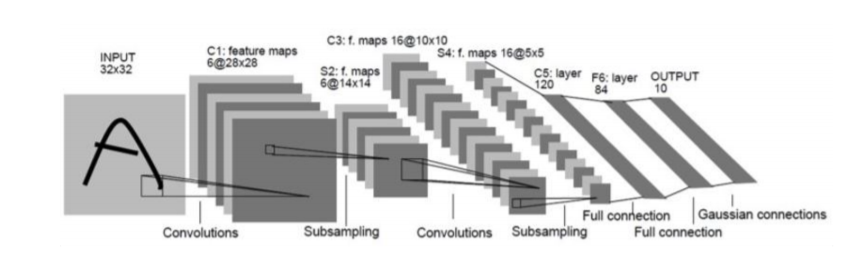 INPUT
32x32
C1: feature maps
6@28x28
S2: f. maps
6@14x14
C3: f. maps 16@10x10
S4: f. maps 16@5x5
C5: layer
120
F6: layer
84
OUTPUT
10
A
Convolutions
Subsampling
Convolutions
Subsampling
Full connection
Full connection
Gaussian connections